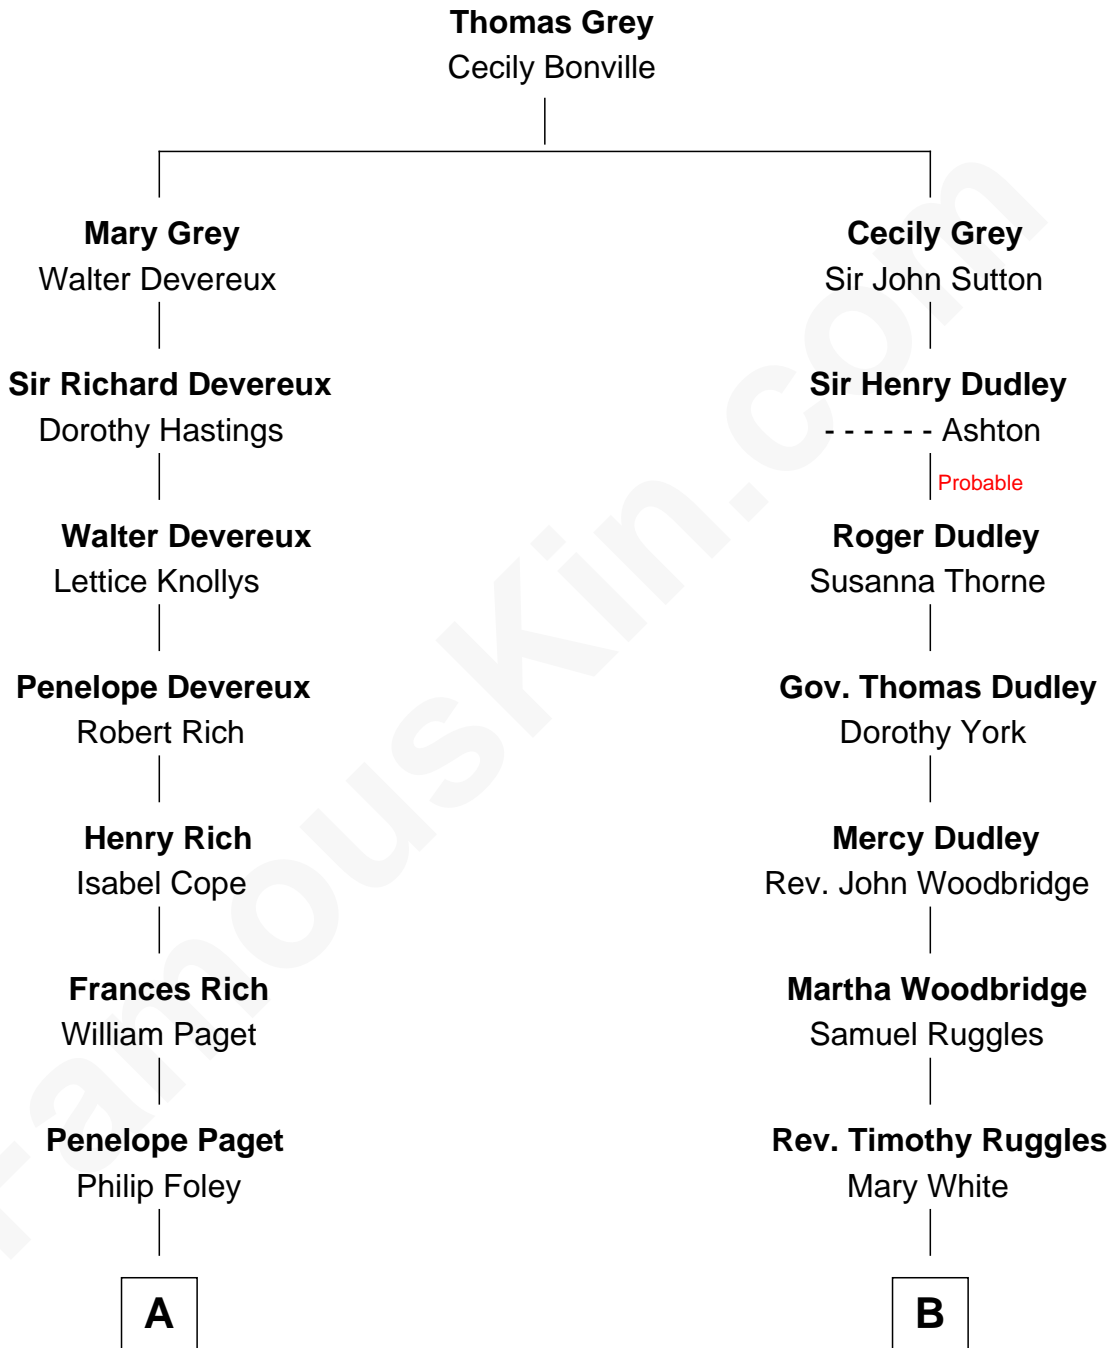 Thomas Grey
Cecily Bonville
Mary Grey
Walter Devereux
Cecily Grey
Sir John Sutton
Sir Richard Devereux
Dorothy Hastings
Sir Henry Dudley
- - - - - - Ashton
Probable
Walter Devereux
Lettice Knollys
Roger Dudley
Susanna Thorne
Penelope Devereux
Robert Rich
Gov. Thomas Dudley
Dorothy York
Henry Rich
Isabel Cope
Mercy Dudley
Rev. John Woodbridge
Frances Rich
William Paget
Martha Woodbridge
Samuel Ruggles
Penelope Paget
Philip Foley
Rev. Timothy Ruggles
Mary White
A
B
FamousKin.com